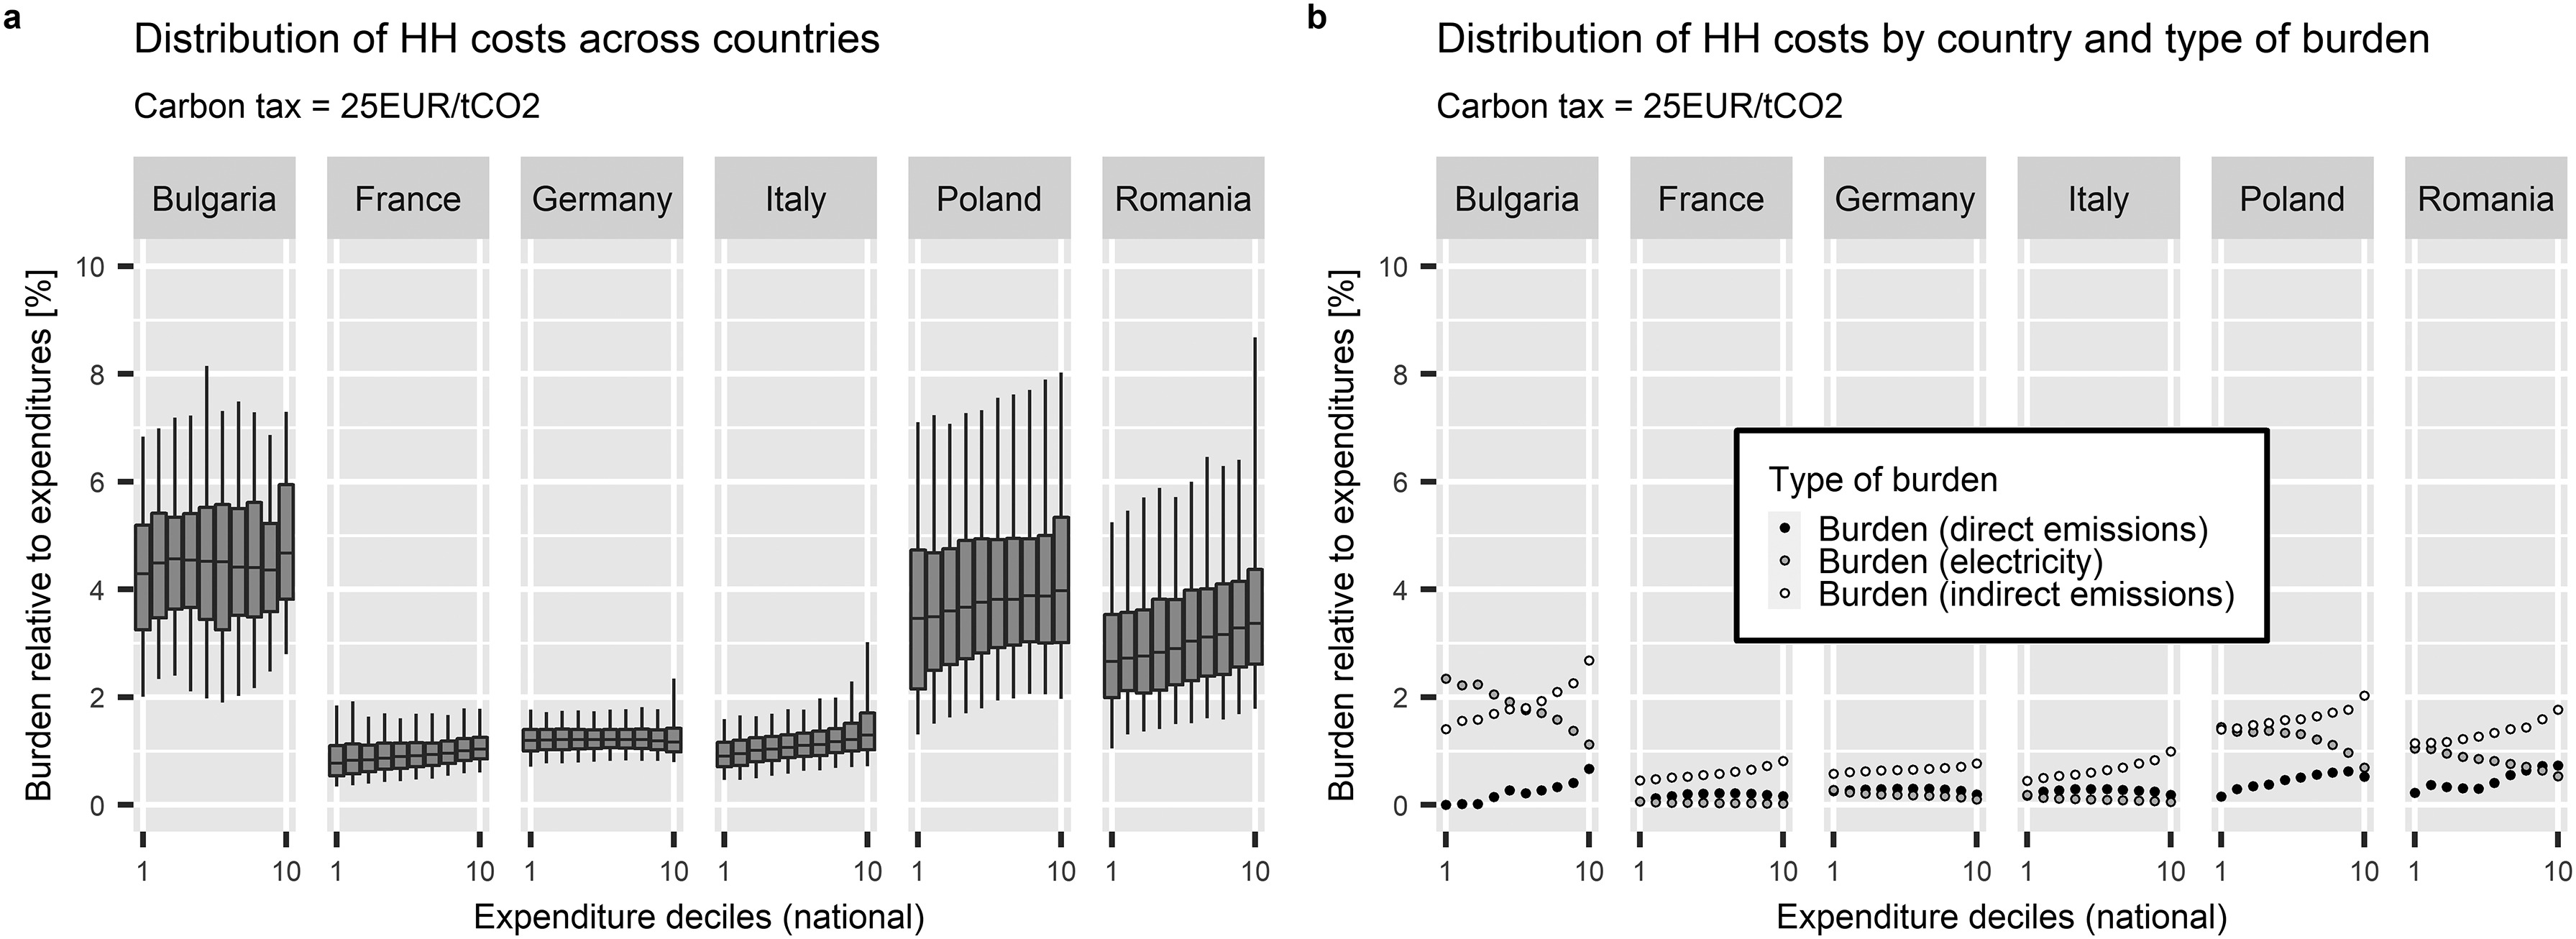 a
Distribution of HH costs across countries
Carbon tax = 25EUR/tCO2
Bulgaria France Germany Italy Poland Romania
Burden relative to expenditures [%]
10
8
6
4
2
0
1 10 1 10 1 10 1 10 1 10 1 10
Expenditure deciles (national)
b
Distribution of HH costs by country and type of burden
Carbon tax = 25EUR/tCO2
Bulgaria France Germany Italy Poland Romania
Burden relative to expenditures [%]
10
8
6
4
2
0
Type of burden
Burden (direct emissions)
Burden (electricity)
Burden (indirect emissions)
1 10 1 10 1 10 1 10 1 10 1 10
Expenditure deciles (national)